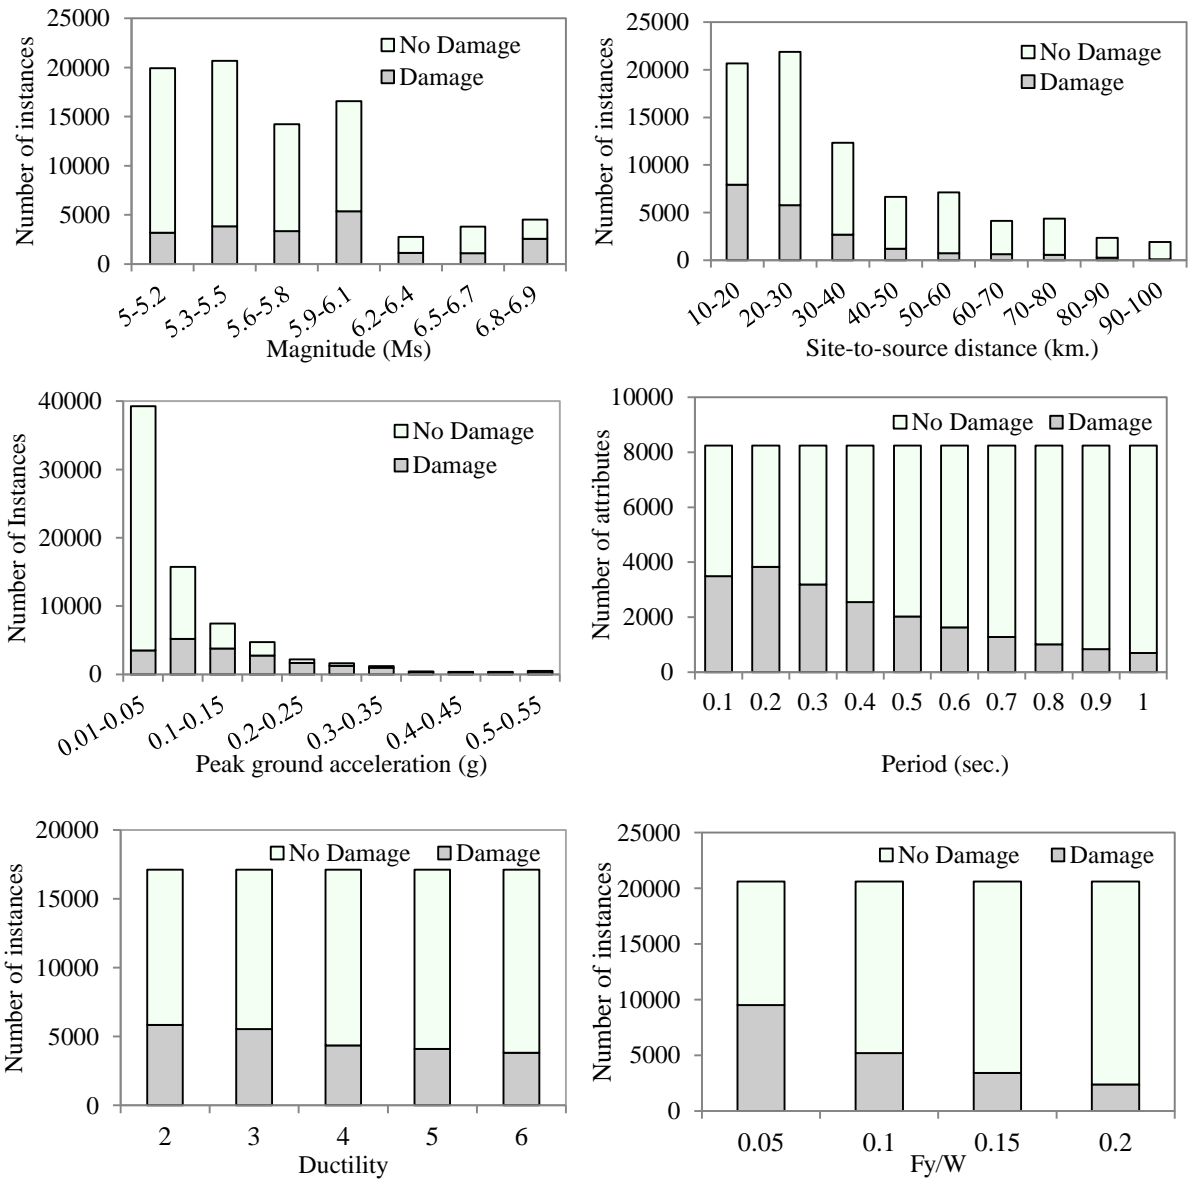 Number of instances
25000
20000
15000
10000
5000
0
No Damage
Damage
5-5.2
5.3-5.5
5.6-5.8
5.9-6.1
6.2-6.4
6.5-6.7
6.8-6.9
Magnitude (Ms)
Number of instances
25000
20000
15000
10000
5000
0
No Damage
Damage
10-20
20-30
30-40
40-50
50-60
60-70
70-80
80-90
90-100
Site-to-source distance (km.)
Number of Instances
40000
30000
20000
10000
0
No Damage
Damage
0.01-0.05
0.1-0.15
0.2-0.25
0.3-0.35
0.4-0.45
0.5-0.55
Peak ground acceleration (g)
Number of attributes
10000
8000
6000
4000
2000
0
No Damage Damage
0.1 0.2 0.3 0.4 0.5 0.6 0.7 0.8 0.9 1
Period (sec.)
Number of instances
20000
15000
10000
5000
0
No Damage Damage
2 3 4 5 6
Ductility
Number of instances
25000
20000
15000
10000
5000
0
No Damage Damage
0.05 0.1 0.15 0.2
Fy/W